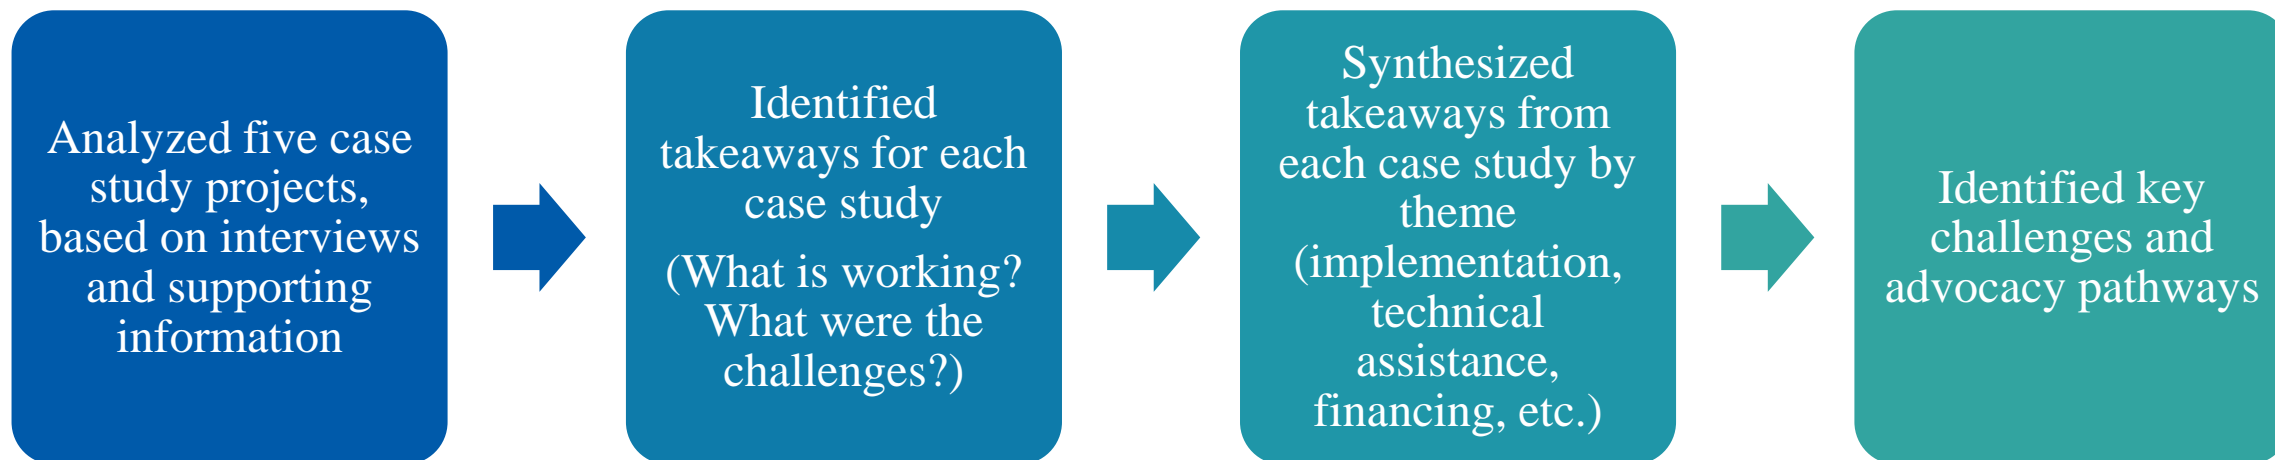 Analyzed five case
study projects,
based on interviews
and supporting
information
Identified
takeaways for each
case study
(What is working?
What were the
challenges?)
Synthesized
takeaways from
each case study by
theme
(implementation,
technical
assistance,
financing, etc.)
Identified key
challenges and
advocacy pathways